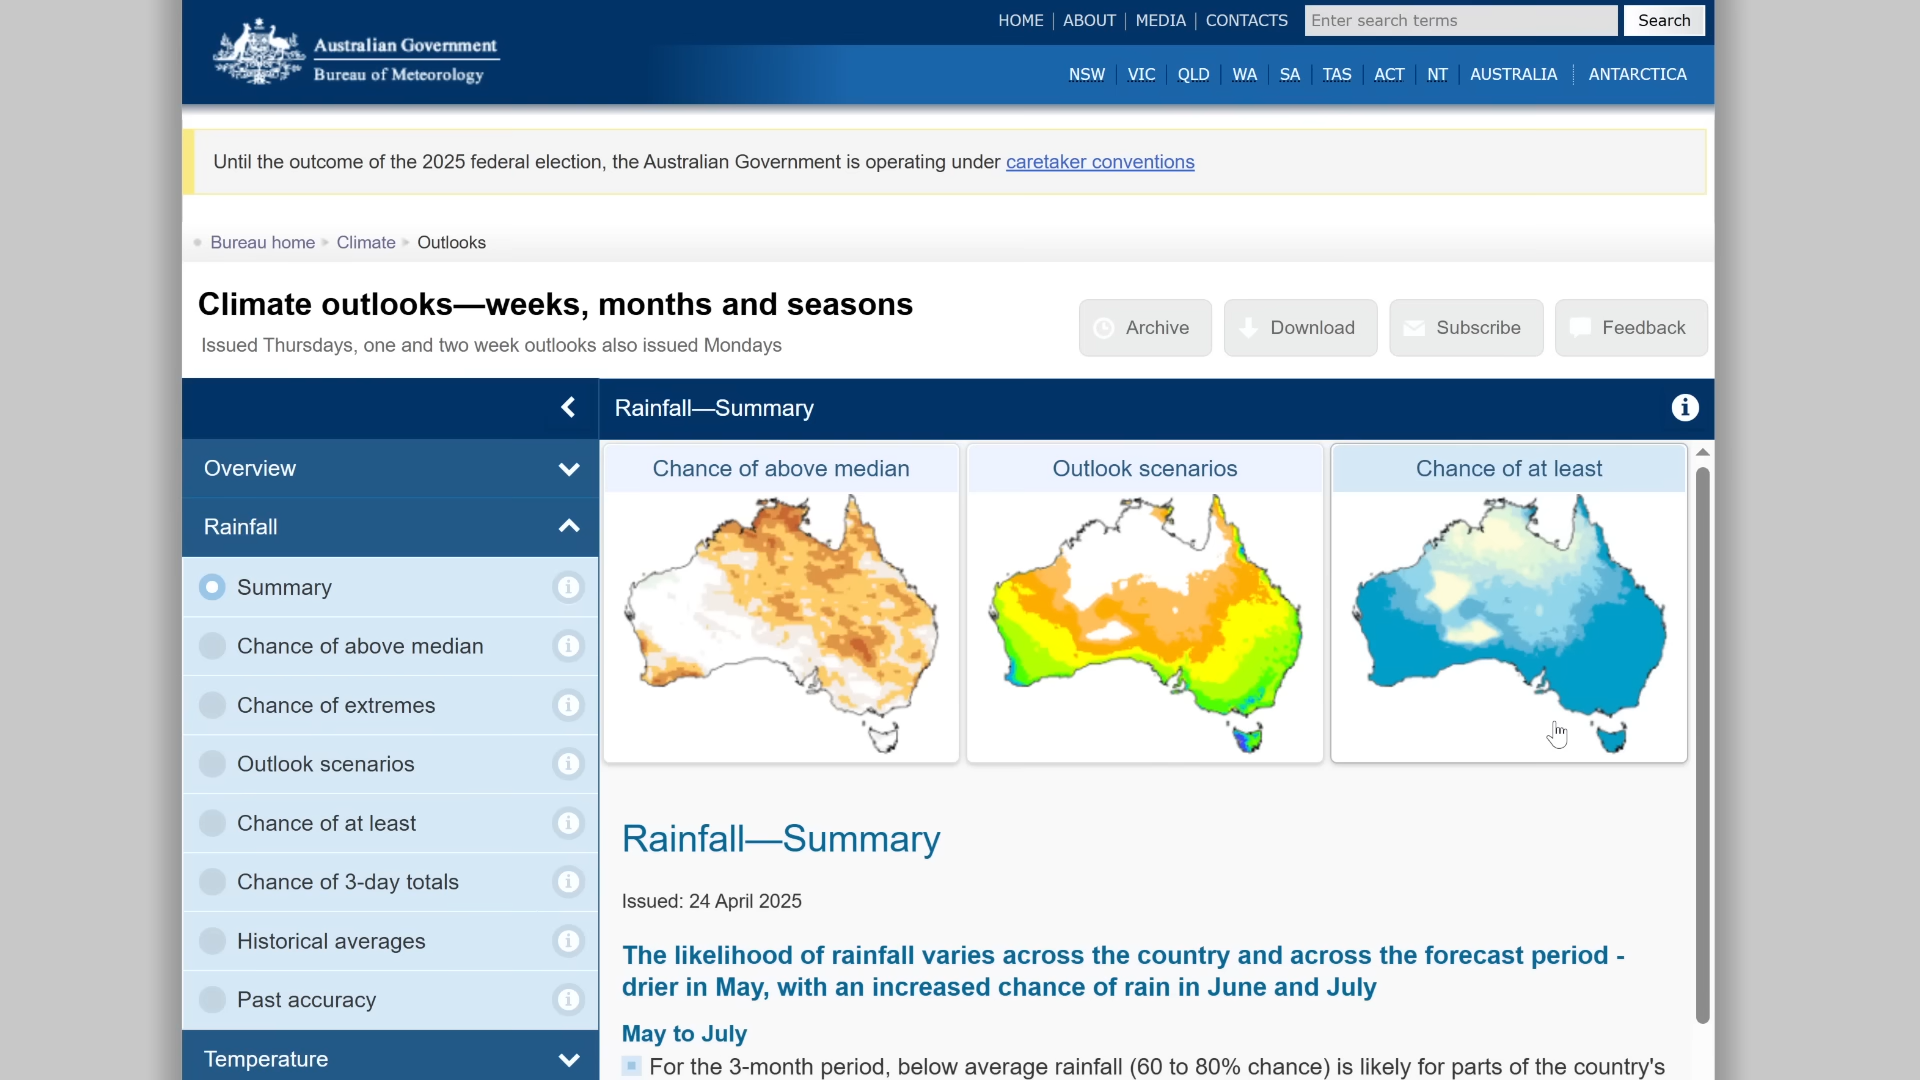 HOME ABOUT MEDIA CONTACTS Enter search terms Search
Australian Government
Bureau of Meteorology
NSW VIC QLD WA SA TAS ACT NT AUSTRALIA ANTARCTICA
Until the outcome of the 2025 federal election, the Australian Government is operating under caretaker conventions
Bureau home Climate Outlooks
Climate outlooks—weeks, months and seasons
Issued Thursdays, one and two week outlooks also issued Mondays
Archive Download Subscribe Feedback
Rainfall—Summary
Overview
Rainfall
Summary
Chance of above median
Chance of extremes
Outlook scenarios
Chance of at least
Chance of 3-day totals
Historical averages
Past accuracy
Temperature
Chance of above median Outlook scenarios Chance of at least
Rainfall—Summary
Issued: 24 April 2025
The likelihood of rainfall varies across the country and across the forecast period -
drier in May, with an increased chance of rain in June and July
May to July
For the 3-month period, below average rainfall (60 to 80% chance) is likely for parts of the country's